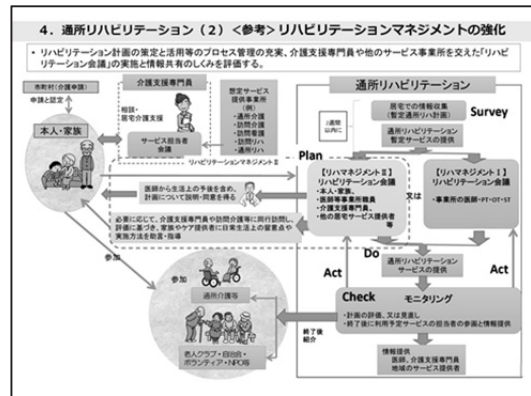 4. 通所リハビリテーション(2)<参考>リハビリテーションマネジメントの強化
・リハビリテーション計画の策定と活用等のプロセス管理の充実、介護支援専門員や他のサービス事業所を交えた「リハ
ビリテーション会議」の実施と情報共有のしくみを評価する。
市町村(介護申請)
申請と認定
本人・家族
介護支援専門員
相談・
居宅介護支援
サービス担当者
会議
想定サービス
提供事業所
(例)
・通所介護
・訪問介護
・訪問看護
・訪問リハ
・通所リハ
リハビリテーションマネジメントⅡ
通所リハビリテーション
2週間
以内に
居宅での情報収集
(暫定通所リハ計画)
Survey
通所リハビリテーション
暫定サービスの提供
Plan
【リハマネジメントⅡ】
リハビリテーション会議
・本人・家族、
・医師等事業所職員
・介護支援専門員、
・他の居宅サービス提供者
等
又は
【リハマネジメントⅠ】
リハビリテーション
会議
・事業所の医師・PT・OT・ST
医師から生活上の予後を含め、
計画について説明・同意を得る
必要に応じて、介護支援専門員や訪問介護等に同行訪問し、
評価に基づき、家族やケア提供者に日常生活上の留意点や
実施方法を助言・指導
Do
Act
通所リハビリテーション
サービスの提供
Act
参加
参加
通所介護等
老人クラブ・自治会・
ボランティア・NPO等
終了後
紹介
Check
モニタリング
・計画の評価、又は見直し
・終了後に利用予定サービスの担当者の参画と情報提供
情報提供
医師、介護支援専門員
地域のサービス提供者